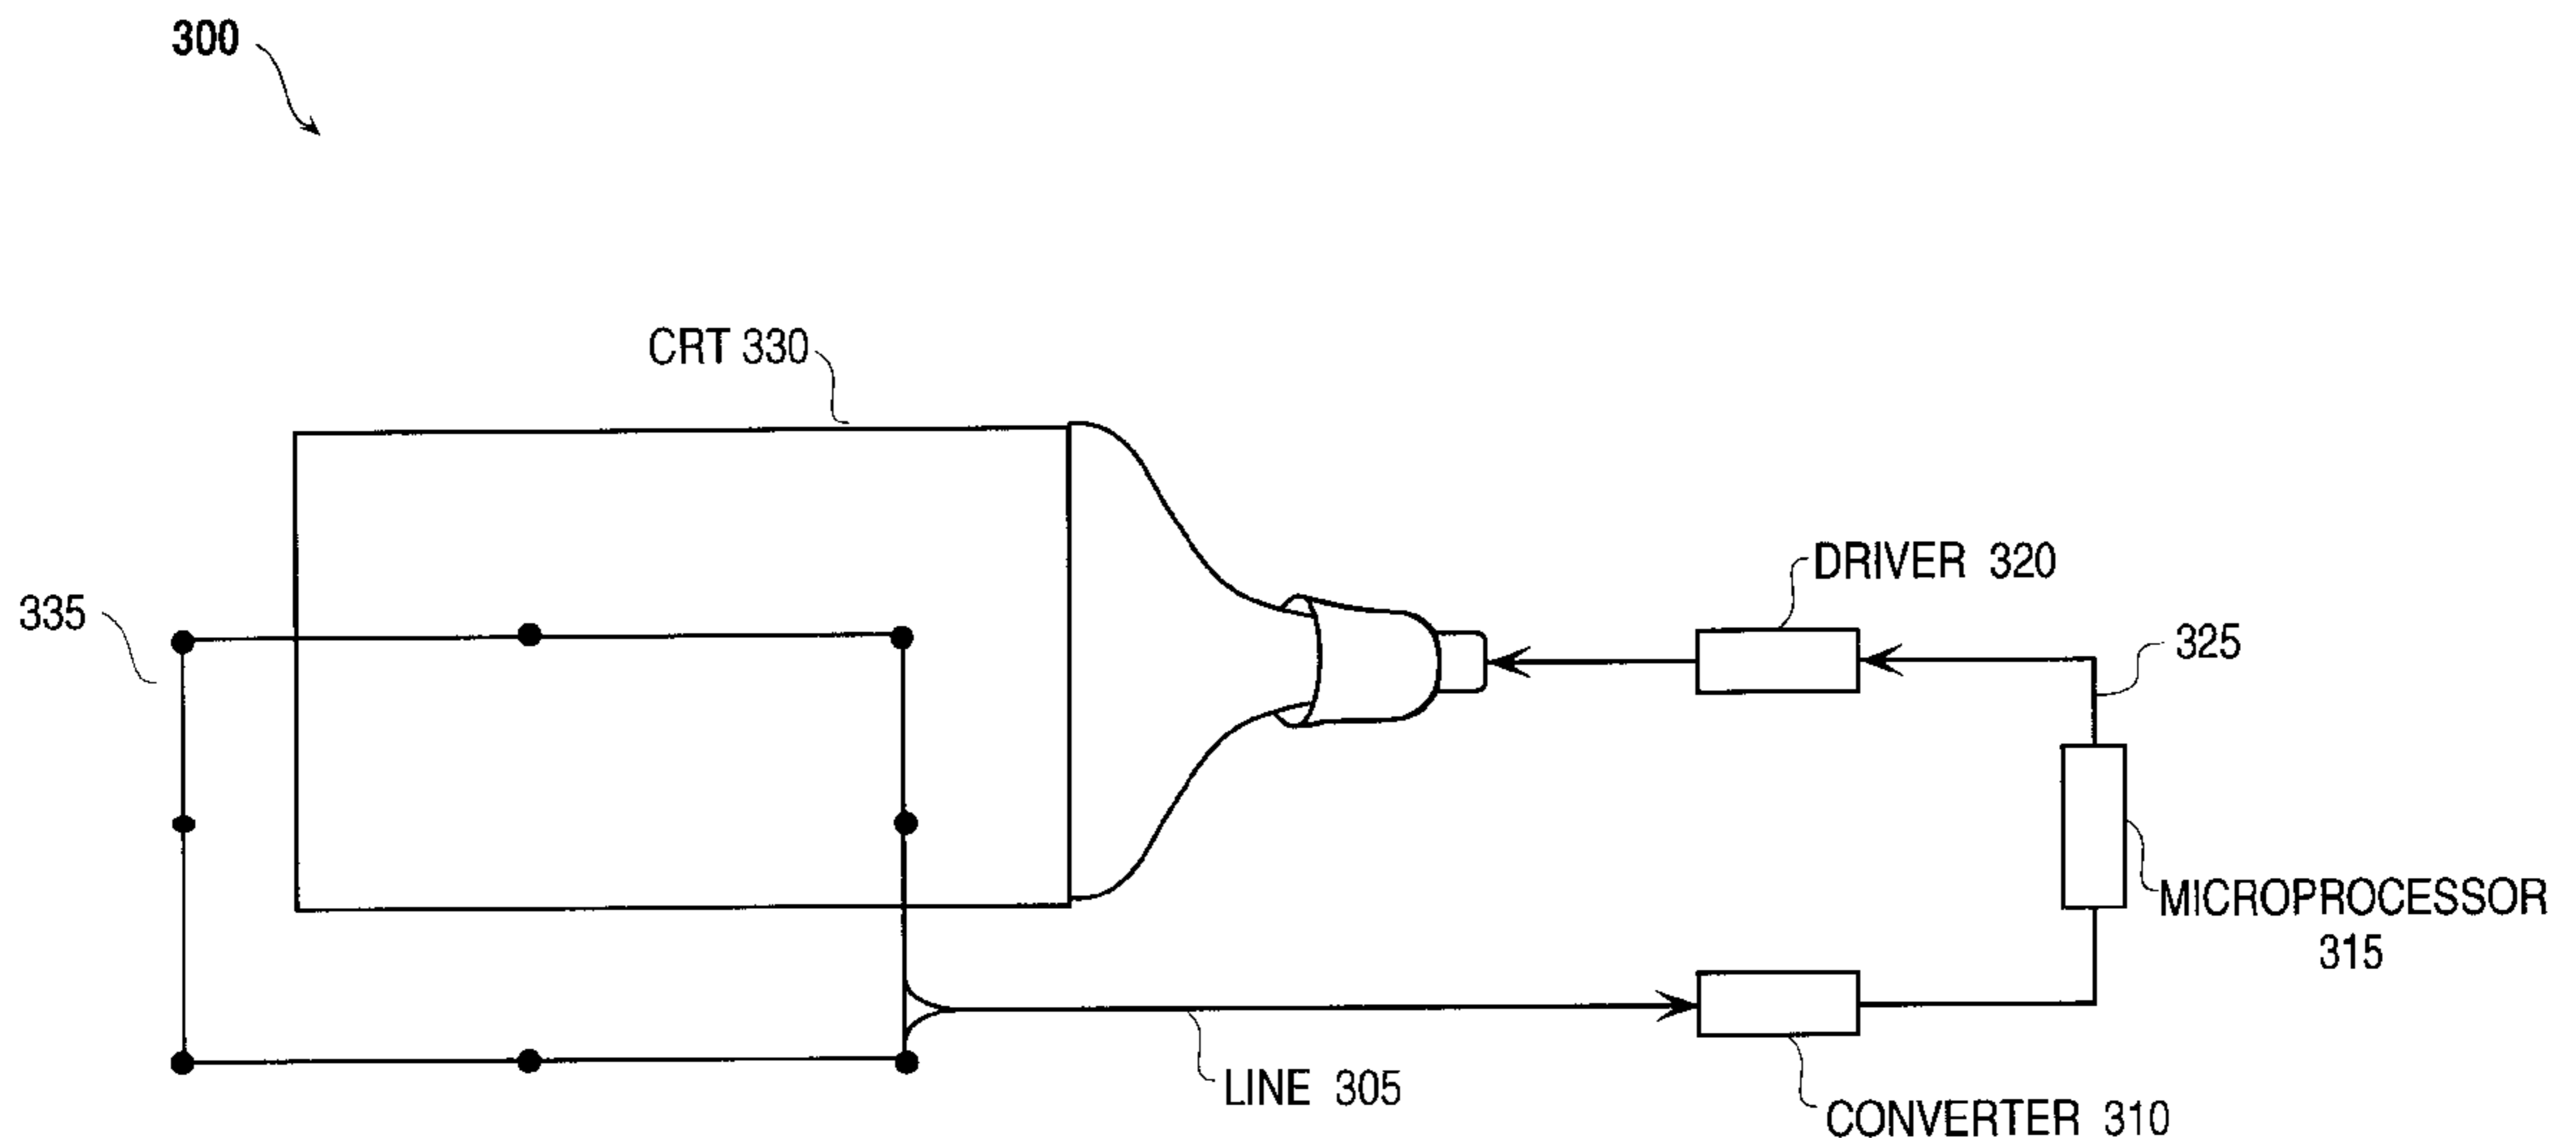 300
CRT 330
DRIVER 320
335
325
MICROPROCESSOR
315
LINE 305
CONVERTER 310